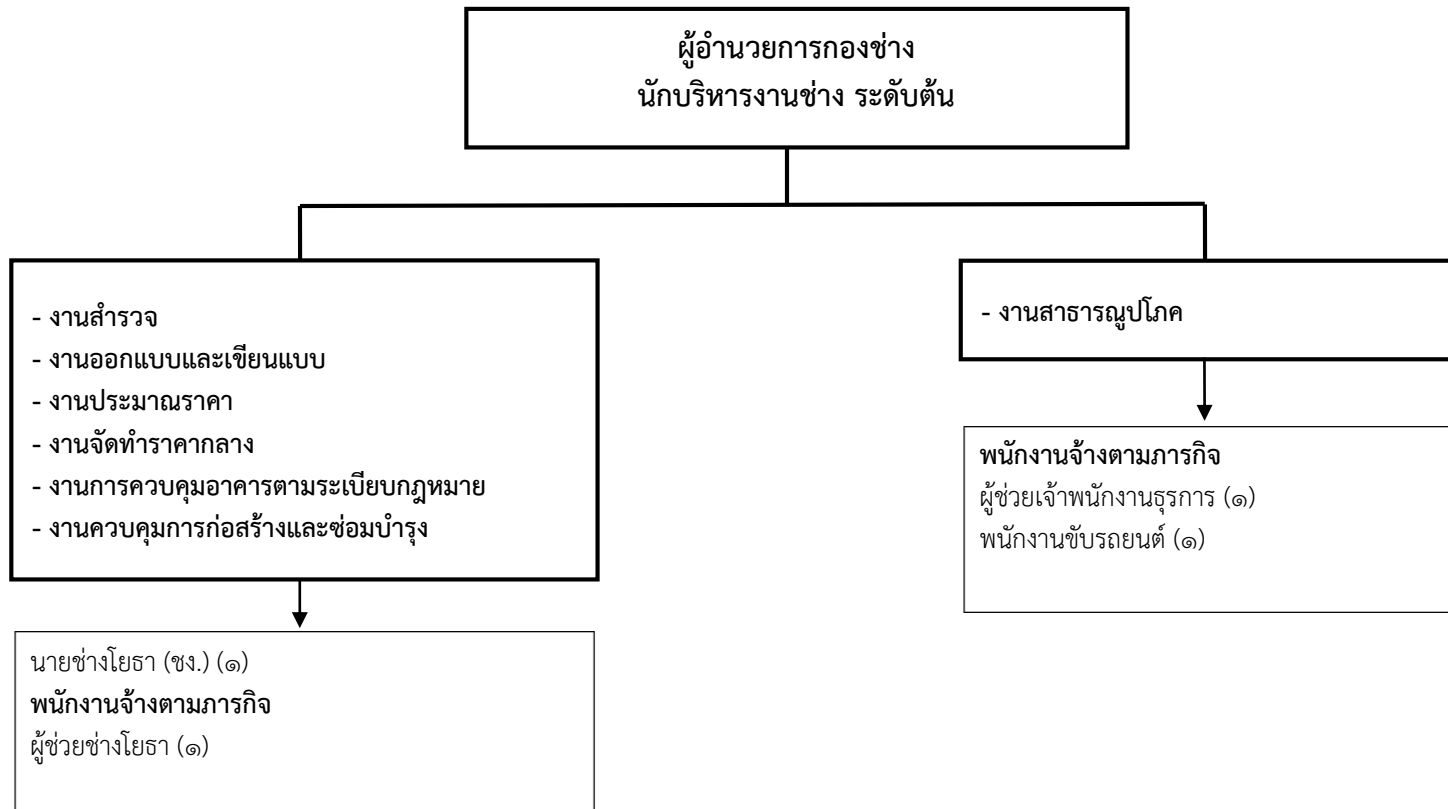 ผู้อำนวยการกองช่าง
นักบริหารงานช่าง ระดับต้น
- งานสำรวจ
- งานออกแบบและเขียนแบบ
- งานประมาณราคา
- งานจัดทำราคากลาง
- งานการควบคุมอาคารตามระเบียบกฎหมาย
- งานควบคุมการก่อสร้างและซ่อมบำรุง
นายช่างโยธา (ชง.) (๑)
พนักงานจ้างตามภารกิจ
ผู้ช่วยช่างโยธา (๑)
- งานสาธารณูปโภค
พนักงานจ้างตามภารกิจ
ผู้ช่วยเจ้าพนักงานธุรการ (๑)
พนักงานขับรถยนต์ (๑)